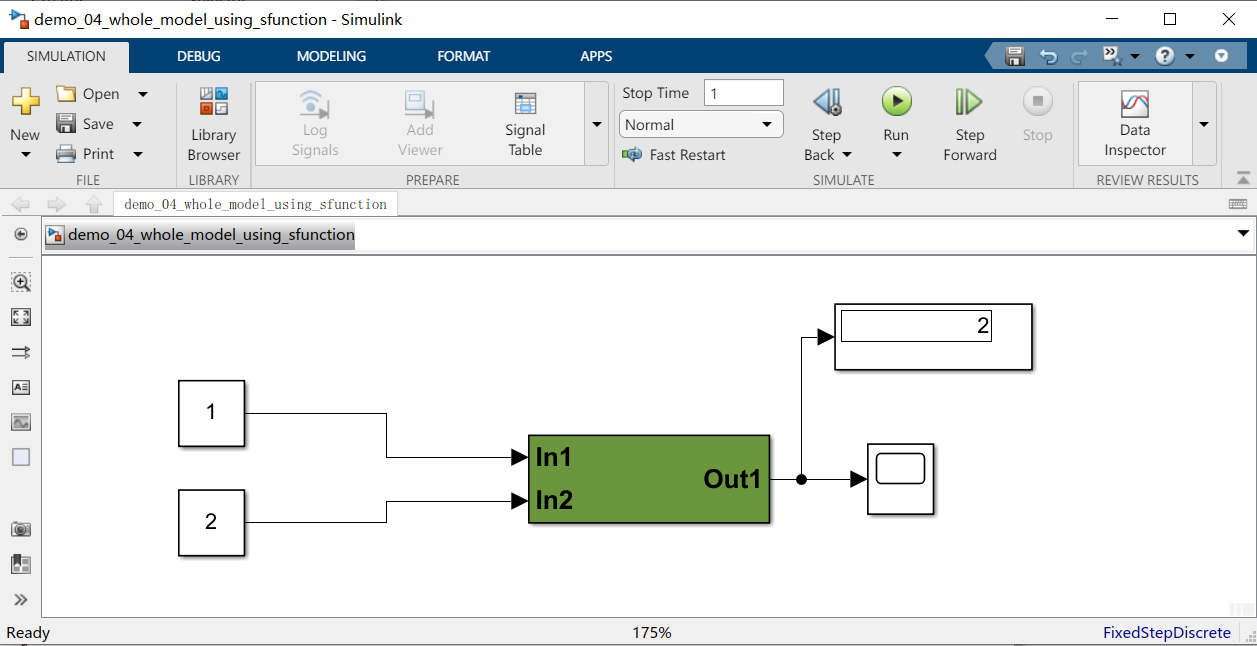 demo_04_whole_model_using_sfunction - Simulink
SIMULATION DEBUG MODELING FORMAT APPS
New
Open
Save
Print
FILE
Library
Browser
LIBRARY
Log
Signals
Add
Viewer
Signal
Table
PREPARE
Stop Time 1
Normal
Fast Restart
Step
Back
Run
Step
Forward
Stop
SIMULATE
Data
Inspector
REVIEW RESULTS
demo_04_whole_model_using_sfunction
demo_04_whole_model_using_sfunction
2
1
In1
Out1
In2
2
Ready 175% FixedStepDiscrete